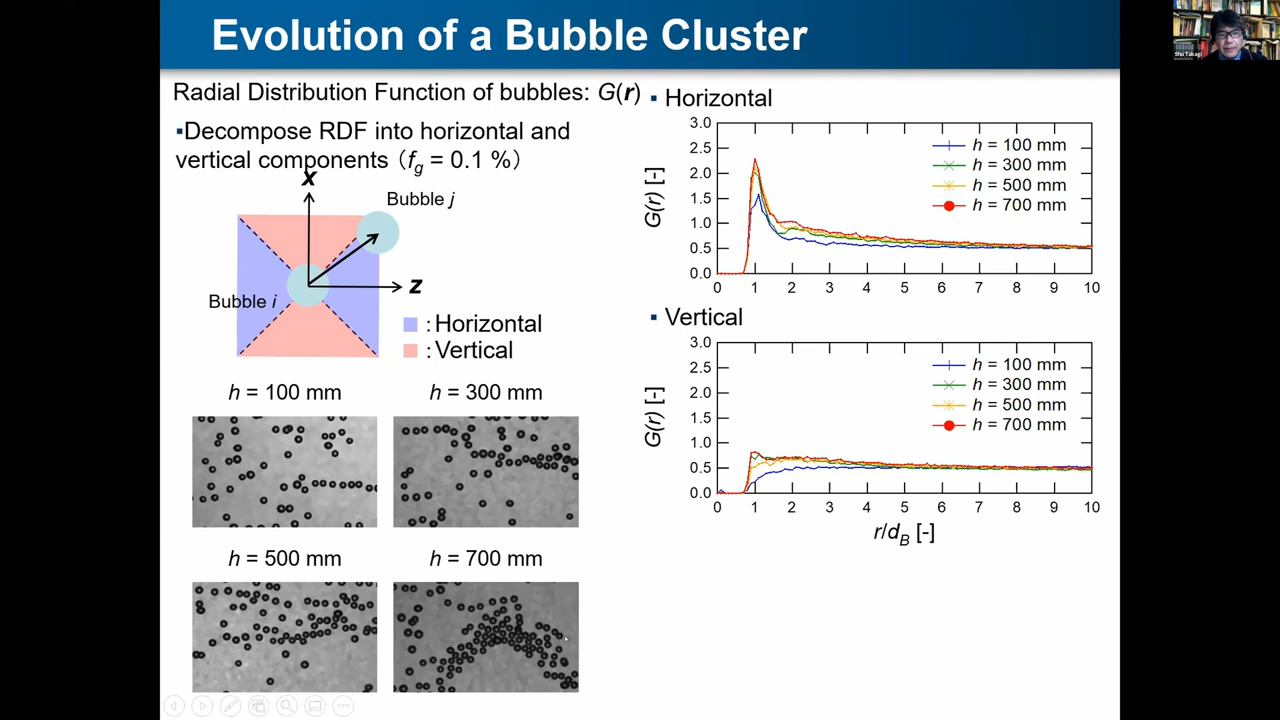 Evolution of a Bubble Cluster
Radial Distribution Function of bubbles: G(r)
▪Decompose RDF into horizontal and
vertical components (fg = 0.1 %)
x
Bubble j
z
Bubble i
: Horizontal
: Vertical
h = 100 mm
h = 300 mm
h = 500 mm
h = 700 mm
▪ Horizontal
G(r) [-]
3.0
2.5
2.0
1.5
1.0
0.5
0.0
0 1 2 3 4 5 6 7 8 9 10
h = 100 mm
h = 300 mm
h = 500 mm
h = 700 mm
▪ Vertical
G(r) [-]
3.0
2.5
2.0
1.5
1.0
0.5
0.0
0 1 2 3 4 5 6 7 8 9 10
h = 100 mm
h = 300 mm
h = 500 mm
h = 700 mm
r/dB [-]
Shu Takagi